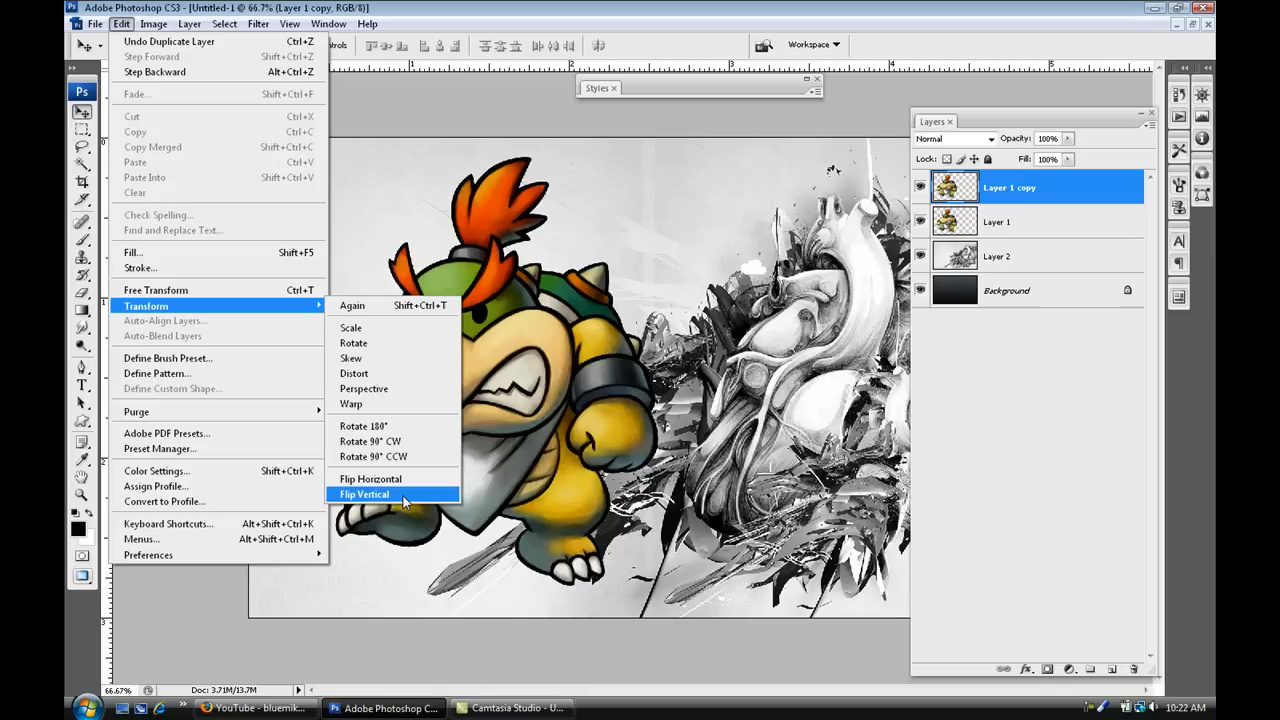 Adobe Photoshop CS3 - [Untitled-1 @ 66.7% (Layer 1 copy, RGB/8)]
File Edit Image Layer Select Filter View Window Help
Undo Duplicate Layer Ctrl+Z
Step Forward Shift+Ctrl+Z
Step Backward Alt+Ctrl+Z
Fade... Shift+Ctrl+F
Cut Ctrl+X
Copy Ctrl+C
Copy Merged Shift+Ctrl+C
Paste Ctrl+V
Paste Into Shift+Ctrl+V
Clear
Check Spelling...
Find and Replace Text...
Fill... Shift+F5
Stroke...
Free Transform Ctrl+T
Transform
Auto-Align Layers...
Auto-Blend Layers
Define Brush Preset...
Define Pattern...
Define Custom Shape...
Purge
Adobe PDF Presets...
Preset Manager...
Color Settings... Shift+Ctrl+K
Assign Profile...
Convert to Profile...
Keyboard Shortcuts... Alt+Shift+Ctrl+K
Menus... Alt+Shift+Ctrl+M
Preferences
Again Shift+Ctrl+T
Scale
Rotate
Skew
Distort
Perspective
Warp
Rotate 180°
Rotate 90° CW
Rotate 90° CCW
Flip Horizontal
Flip Vertical
Workspace
Styles
Layers
Normal Opacity: 100%
Lock: Fill: 100%
Layer 1 copy
Layer 1
Layer 2
Background
Ps
1 2 3 4 5
66.67% Doc: 3.71M/13.7M
YouTube - bluemik... Adobe Photoshop C... Camtasia Studio - U... 10:22 AM